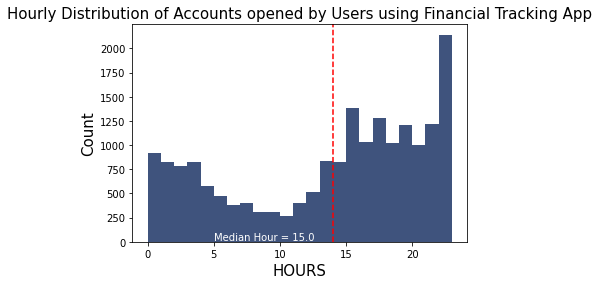 Hourly Distribution of Accounts opened by Users using Financial Tracking App
Count
2000
1750
1500
1250
1000
750
500
250
0
Median Hour = 15.0
0 5 10 15 20
HOURS